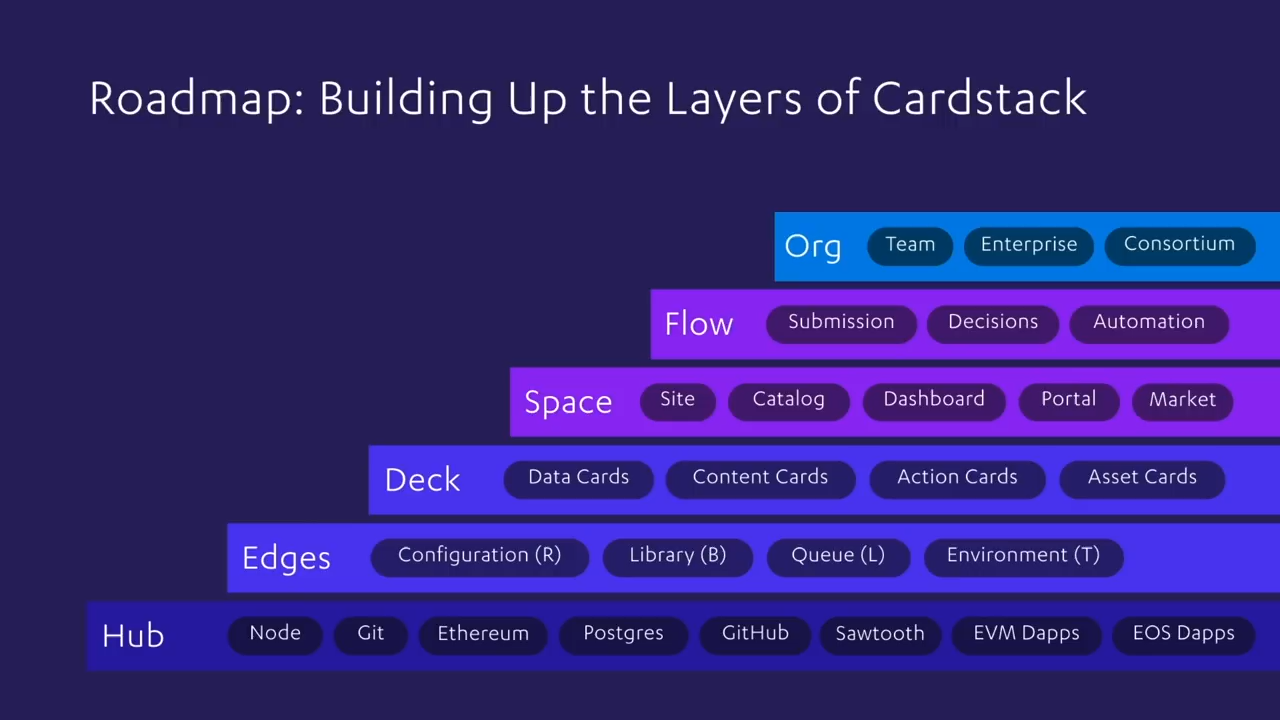 Roadmap: Building Up the Layers of Cardstack
Org Team Enterprise Consortium
Flow Submission Decisions Automation
Space Site Catalog Dashboard Portal Market
Deck Data Cards Content Cards Action Cards Asset Cards
Edges Configuration (R) Library (B) Queue (L) Environment (T)
Hub Node Git Ethereum Postgres GitHub Sawtooth EVM Dapps EOS Dapps